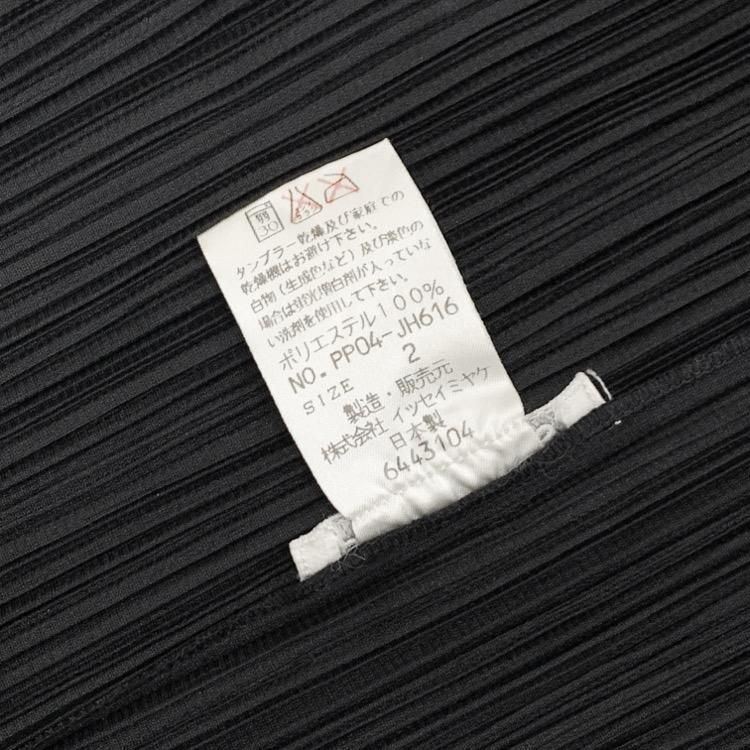 弱
30
タンブラー乾燥及び家庭での
乾燥機はお避け下さい。
白物(生成色など)及び淡色の
場合は蛍光増白剤が入っていな
い洗剤を使用して下さい。
ポリエステル100%
NO.PP04-JH616
SIZE 2
製造・販売元
株式会社 イッセイミヤケ
日本製
6443104